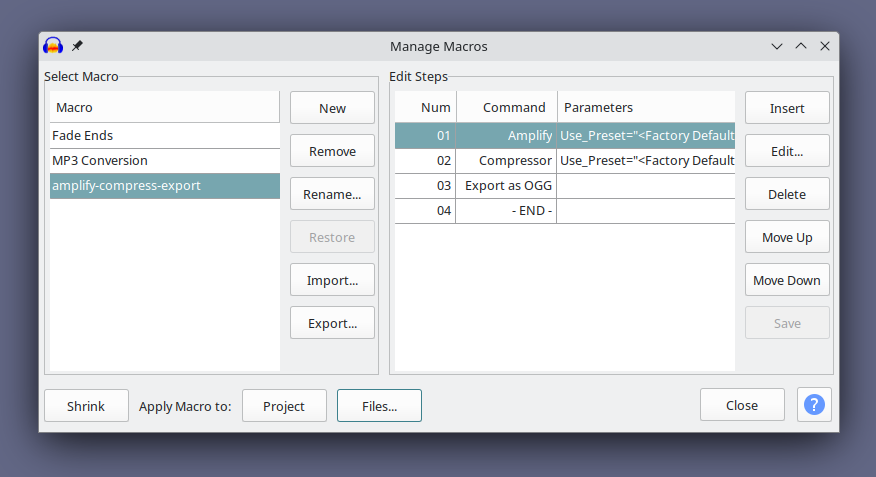 Manage Macros
Select Macro
Macro
Fade Ends
MP3 Conversion
amplify-compress-export
New
Remove
Rename...
Restore
Import...
Export...
Edit Steps
Num Command Parameters
01 Amplify Use_Preset="<Factory Default
02 Compressor Use_Preset="<Factory Default
03 Export as OGG
04 - END -
Insert
Edit...
Delete
Move Up
Move Down
Save
Shrink Apply Macro to: Project Files... Close ?